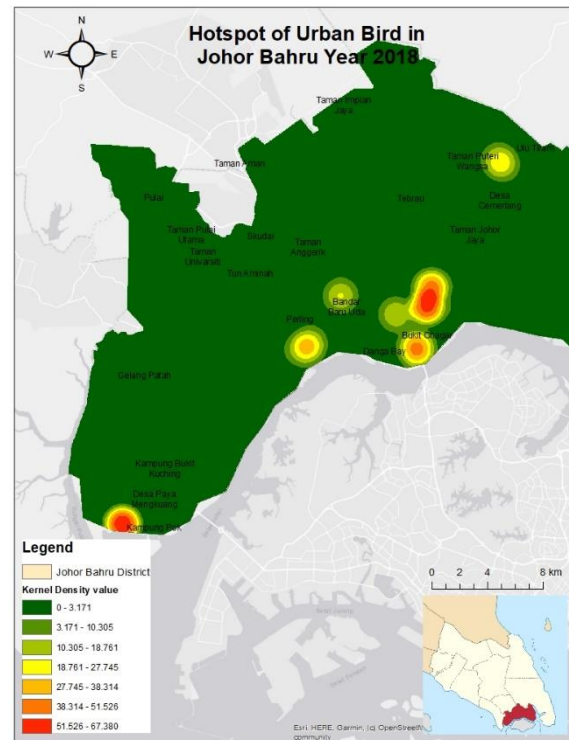 Hotspot of Urban Bird in
Johor Bahru Year 2018
N
W
E
S
Taman Impian
Jaya
Taman Aman
Ulu Tiram
Taman Puteri
Wangsa
Desa
Cemerlang
Tebrau
Taman Johor
Jaya
Pulai
Taman Pulai
Utama
Skudai
Taman
Universiti
Taman
Anggerik
Tun Aminah
Bandar
Baru Uda
Perling
Bukit Chagar
Danga Bay
Gelang Patah
Kampung Bukit
Kuching
Desa Paya
Mengkuang
Kampung Pok
Legend
Johor Bahru District
Kernel Density value
0 - 3.171
3.171 - 10.305
10.305 - 18.761
18.761 - 27.745
27.745 - 38.314
38.314 - 51.526
51.526 - 67.380
0 2 4 8 km
Esri, HERE, Garmin, (c) OpenStreetM
community